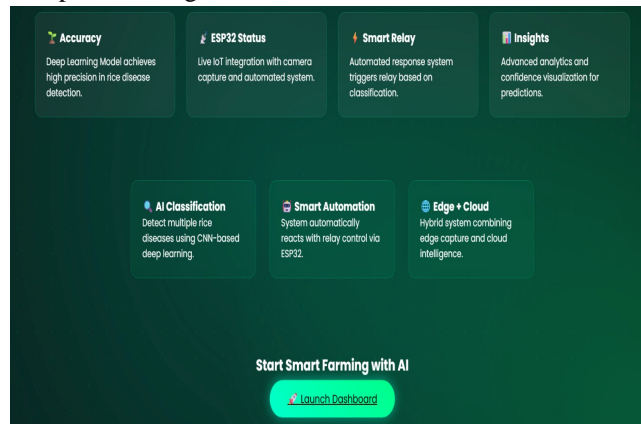 Accuracy
Deep Learning Model achieves
high precision in rice disease
detection.
ESP32 Status
Live IoT integration with camera
capture and automated system.
Smart Relay
Automated response system
triggers relay based on
classification.
Insights
Advanced analytics and
confidence visualization for
predictions.
AI Classification
Detect multiple rice
diseases using CNN-based
deep learning.
Smart Automation
System automatically
reacts with relay control via
ESP32.
Edge + Cloud
Hybrid system combining
edge capture and cloud
intelligence.
Start Smart Farming with AI
Launch Dashboard